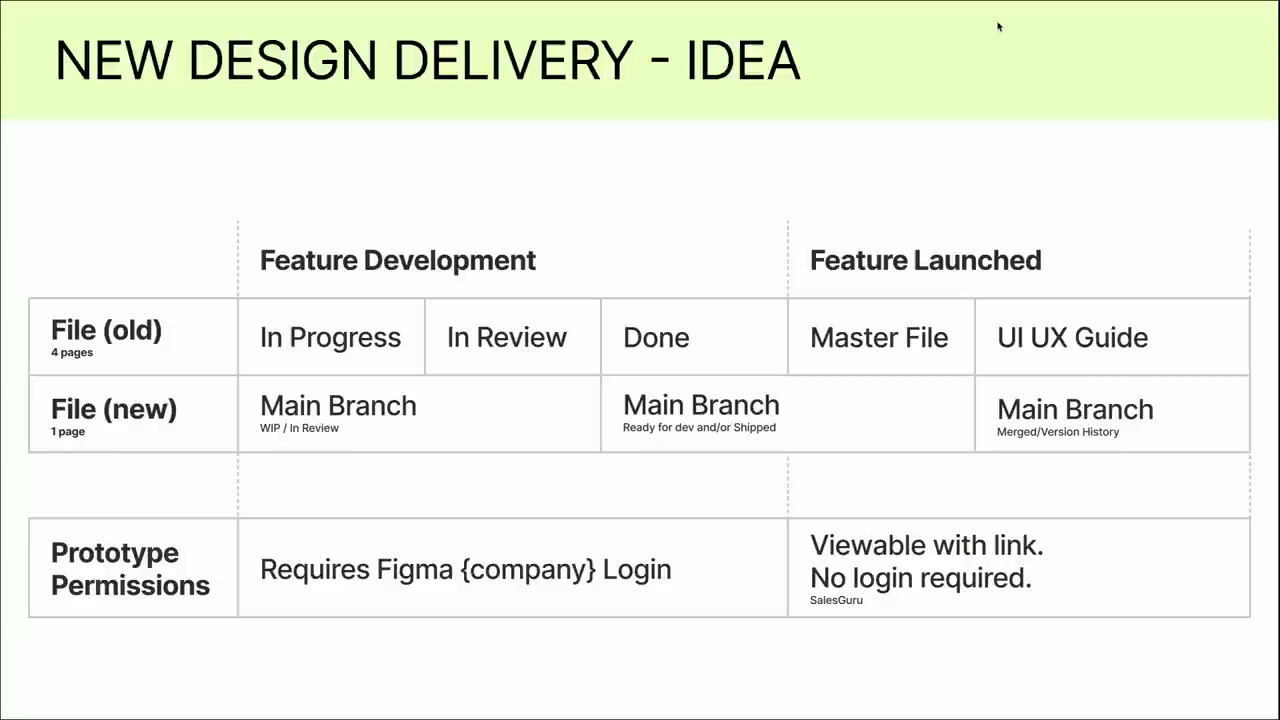 NEW DESIGN DELIVERY - IDEA
Feature Development
Feature Launched
File (old)
4 pages
In Progress
In Review
Done
Master File
UI UX Guide
File (new)
1 page
Main Branch
WIP / In Review
Main Branch
Ready for dev and/or Shipped
Main Branch
Merged/Version History
Prototype
Permissions
Requires Figma {company} Login
Viewable with link.
No login required.
SalesGuru